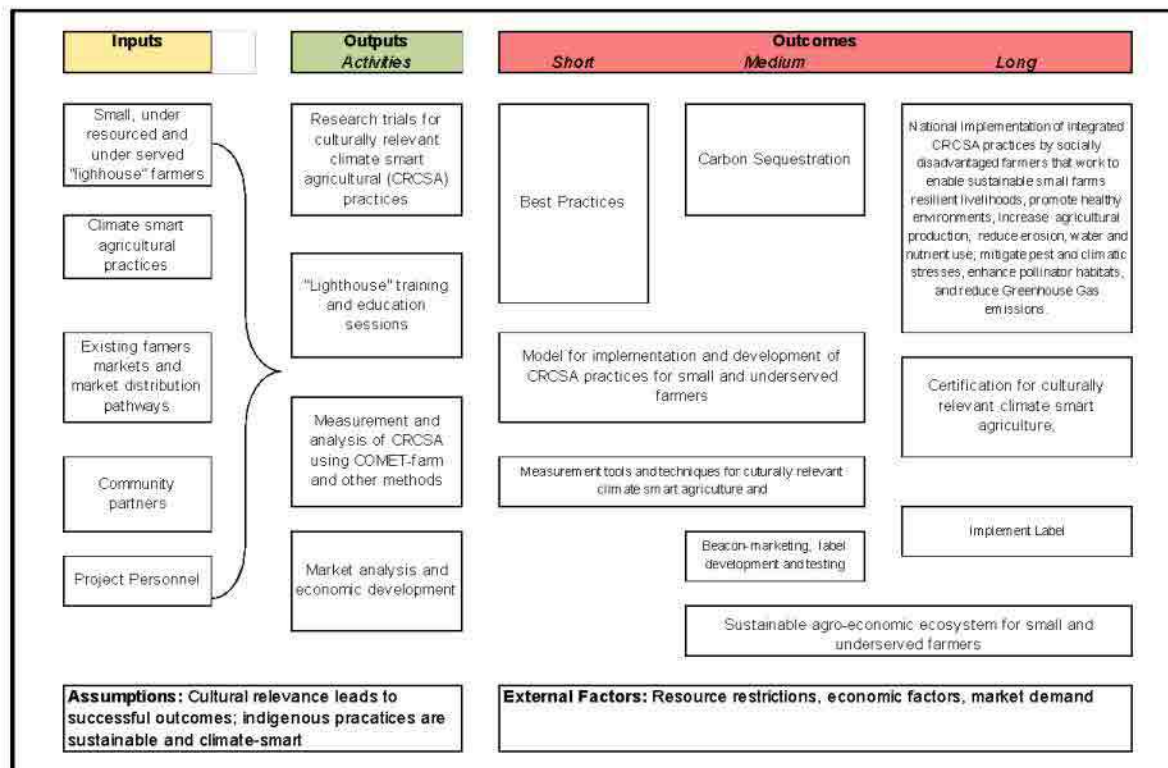 Inputs
Outputs
Activities
Outcomes
Short
Medium
Long
Small, under
resourced and
under served
"lighhouse" farmers
Climate smart
agricultural
practices
Existing famers
markets and
market distribution
pathways
Community
partners
Project Personnel
Research trials for
culturally relevant
climate smart
agricultural (CRCSA)
practices
"Lighthouse" training
and education
sessions
Measurement and
analysis of CRCSA
using COMET-farm
and other methods
Market analysis and
economic development
Best Practices
Carbon Sequestration
National implementation of integrated
CRCSA practices by socially
disadvantaged farmers that work to
enable sustainable small farms
resilient livelihoods, promote healthy
environments, increase agricultural
production, reduce erosion, water and
nutrient use, mitigate pest and climatic
stresses, enhance pollinator habitats,
and reduce Greenhouse Gas
emissions.
Model for implementation and development of
CRCSA practices for small and underserved
farmers
Certification for culturally
relevant climate smart
agriculture,
Measurement tools and techniques for cuturally relevant
climate smart agriculture and
Implement Label
Beacon-marketing, label
development and testing
Sustainable agro-economic ecosystem for small and
underserved farmers
Assumptions: Cultural relevance leads to
successful outcomes; indigenous pracatices are
sustainable and climate-smart
External Factors: Resource restrictions, economic factors, market demand